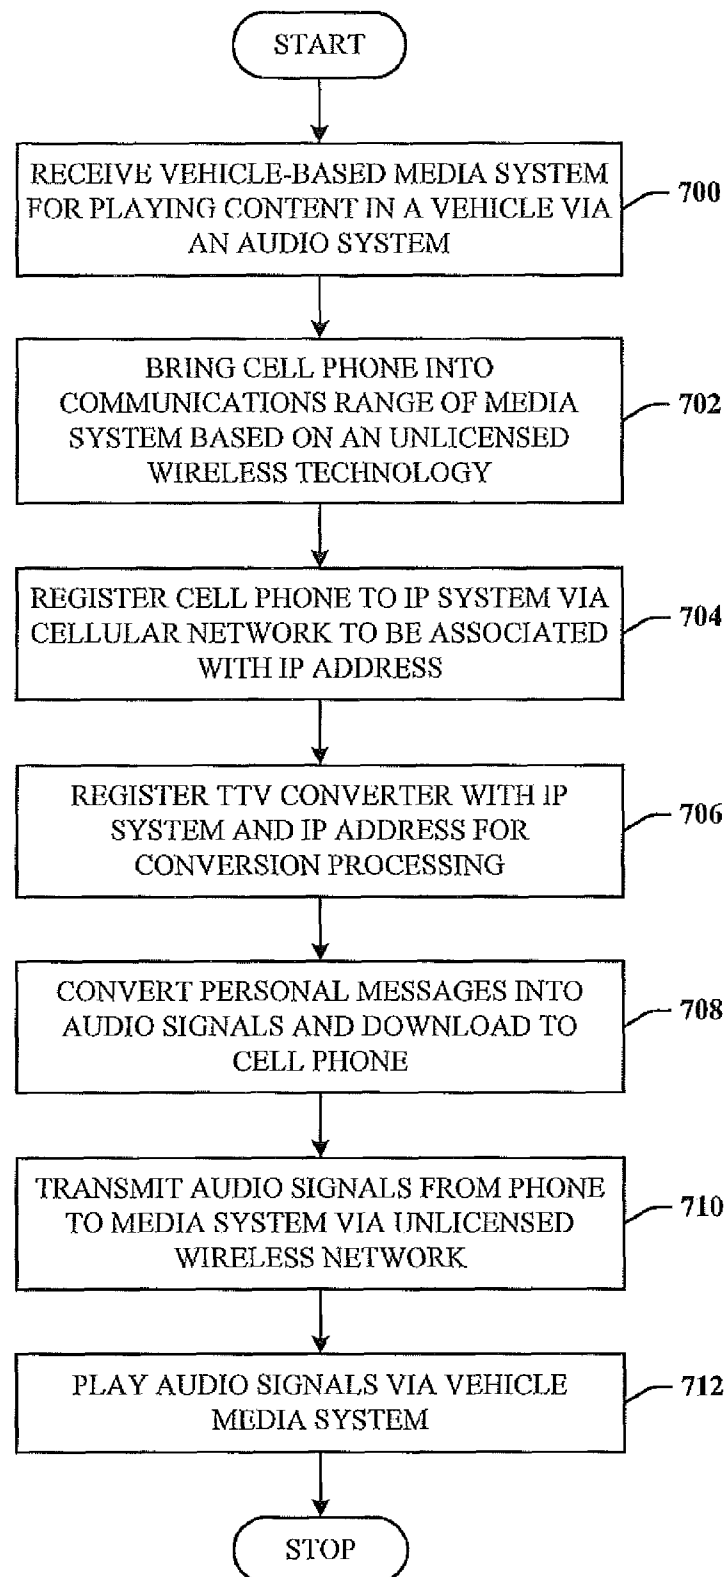 START
RECEIVE VEHICLE-BASED MEDIA SYSTEM
FOR PLAYING CONTENT IN A VEHICLE VIA
AN AUDIO SYSTEM
700
BRING CELL PHONE INTO
COMMUNICATIONS RANGE OF MEDIA
SYSTEM BASED ON AN UNLICENSED
WIRELESS TECHNOLOGY
702
REGISTER CELL PHONE TO IP SYSTEM VIA
CELLULAR NETWORK TO BE ASSOCIATED
WITH IP ADDRESS
704
REGISTER TTV CONVERTER WITH IP
SYSTEM AND IP ADDRESS FOR
CONVERSION PROCESSING
706
CONVERT PERSONAL MESSAGES INTO
AUDIO SIGNALS AND DOWNLOAD TO
CELL PHONE
708
TRANSMIT AUDIO SIGNALS FROM PHONE
TO MEDIA SYSTEM VIA UNLICENSED
WIRELESS NETWORK
710
PLAY AUDIO SIGNALS VIA VEHICLE
MEDIA SYSTEM
712
STOP